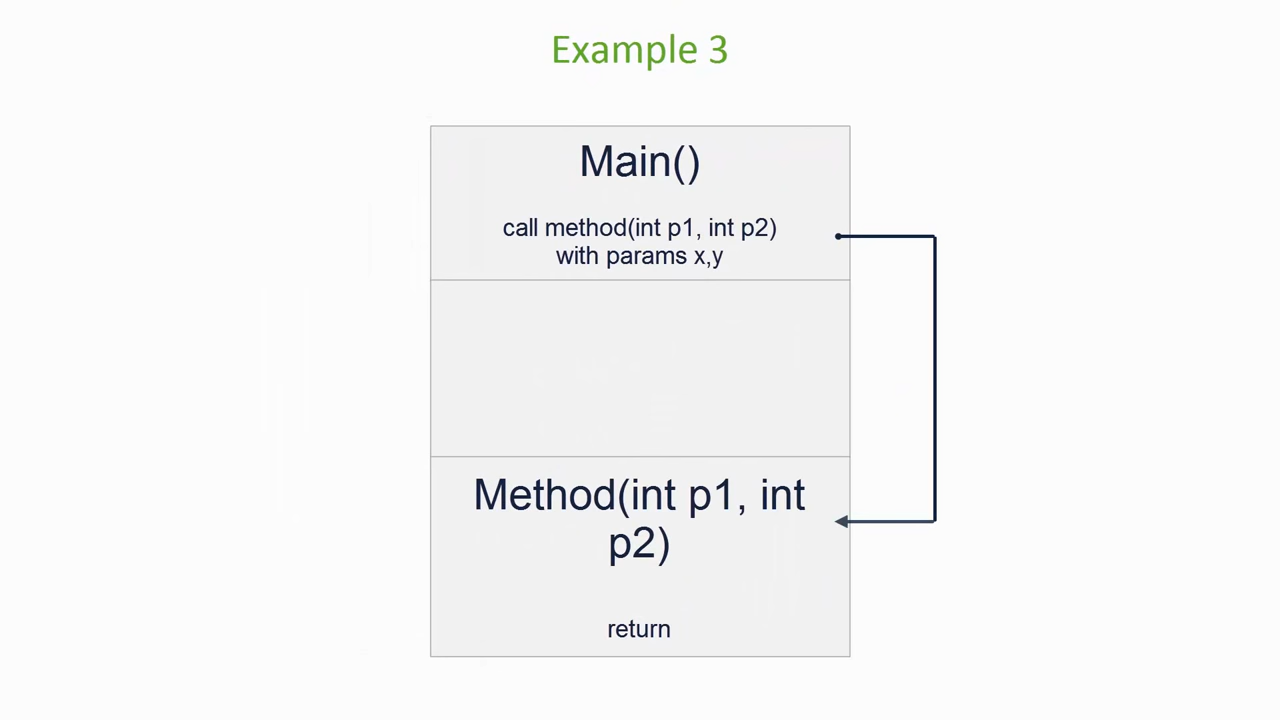 Example 3
Main()
call method(int p1, int p2)
with params x,y
Method(int p1, int
p2)
return